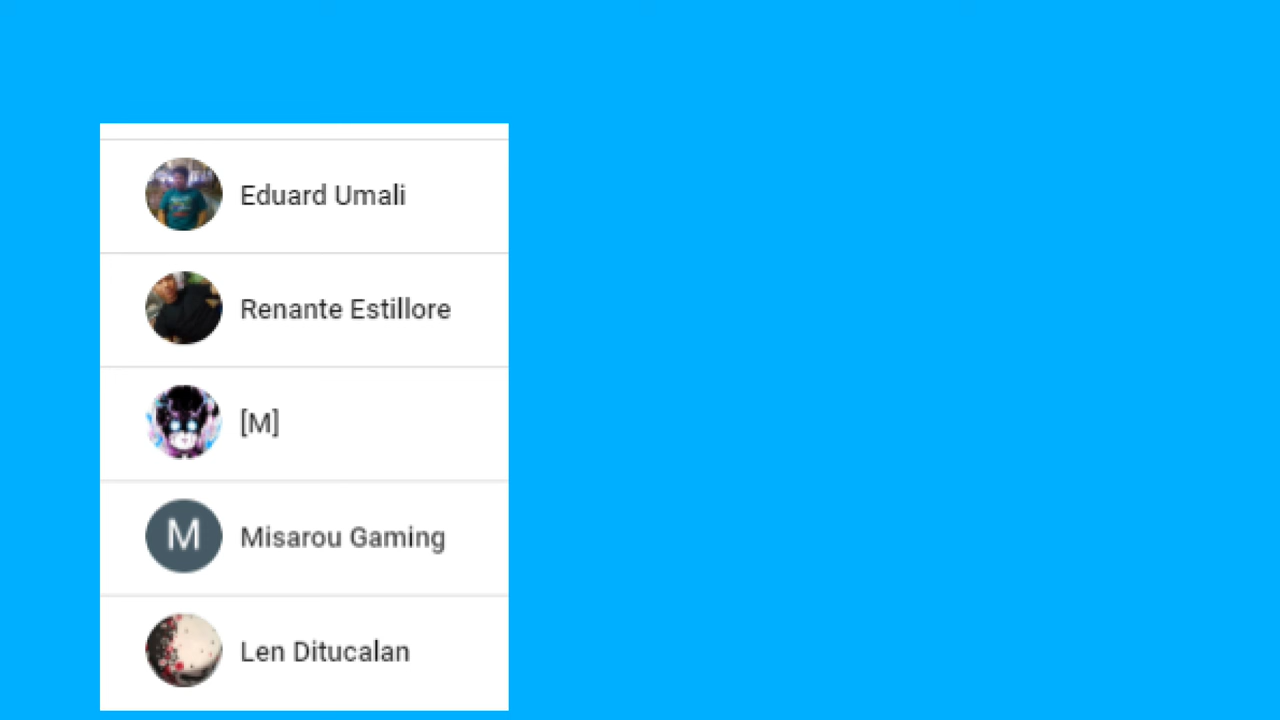 Eduard Umali
Renante Estillore
[M]
M
Misarou Gaming
Len Ditucalan